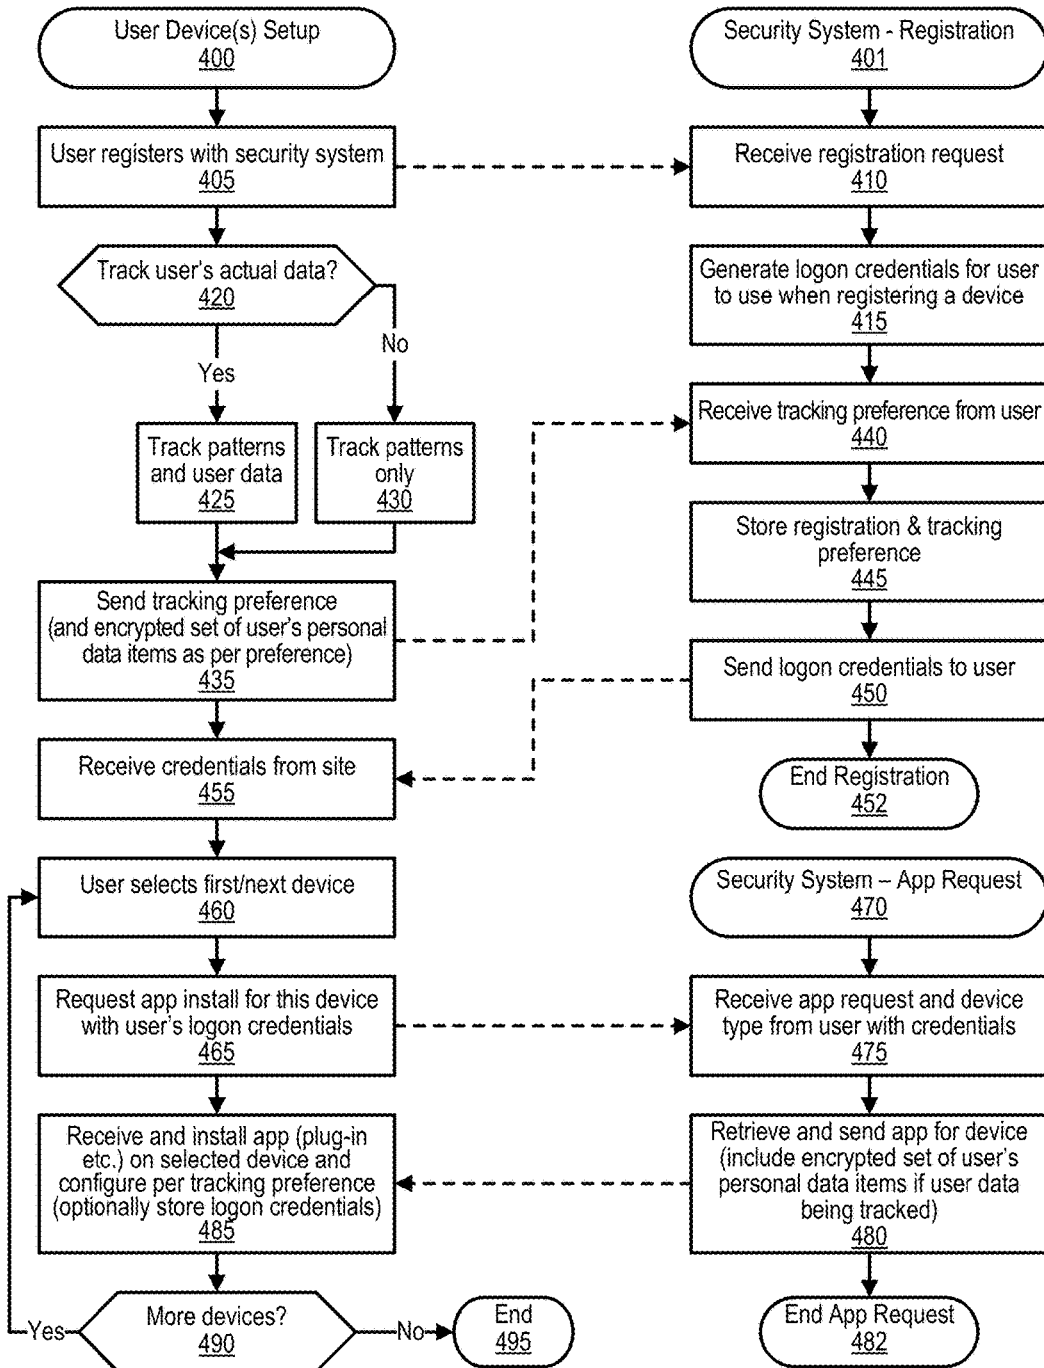 User Device(s) Setup
400
User registers with security system
405
Track user's actual data?
420
Yes
No
Track patterns
and user data
425
Track patterns
only
430
Send tracking preference
(and encrypted set of user's personal
data items as per preference)
435
Receive credentials from site
455
User selects first/next device
460
Request app install for this device
with user's logon credentials
465
Receive and install app (plug-in
etc.) on selected device and
configure per tracking preference
(optionally store logon credentials)
485
More devices?
490
Yes
No
End
495
Security System - Registration
401
Receive registration request
410
Generate logon credentials for user
to use when registering a device
415
Receive tracking preference from user
440
Store registration & tracking
preference
445
Send logon credentials to user
450
End Registration
452
Security System – App Request
470
Receive app request and device
type from user with credentials
475
Retrieve and send app for device
(include encrypted set of user's
personal data items if user data
being tracked)
480
End App Request
482